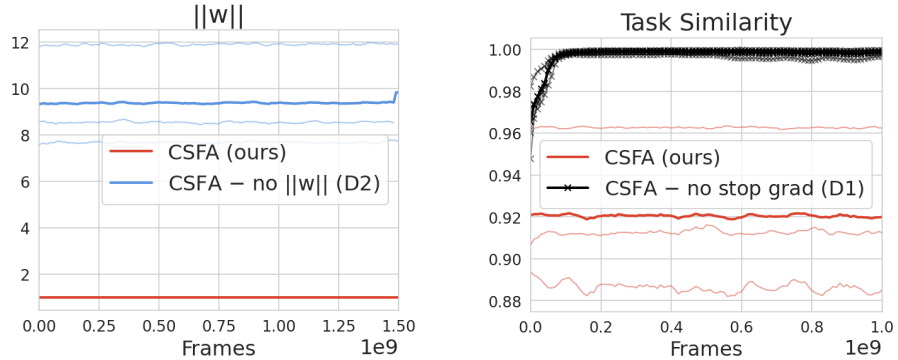 ||w||
12
10
8
6
4
2
CSFA (ours)
CSFA − no ||w|| (D2)
0.00 0.25 0.50 0.75 1.00 1.25 1.50
Frames 1e9
Task Similarity
1.00
0.98
0.96
0.94
0.92
0.90
0.88
CSFA (ours)
CSFA − no stop grad (D1)
0.0 0.2 0.4 0.6 0.8 1.0
Frames 1e9